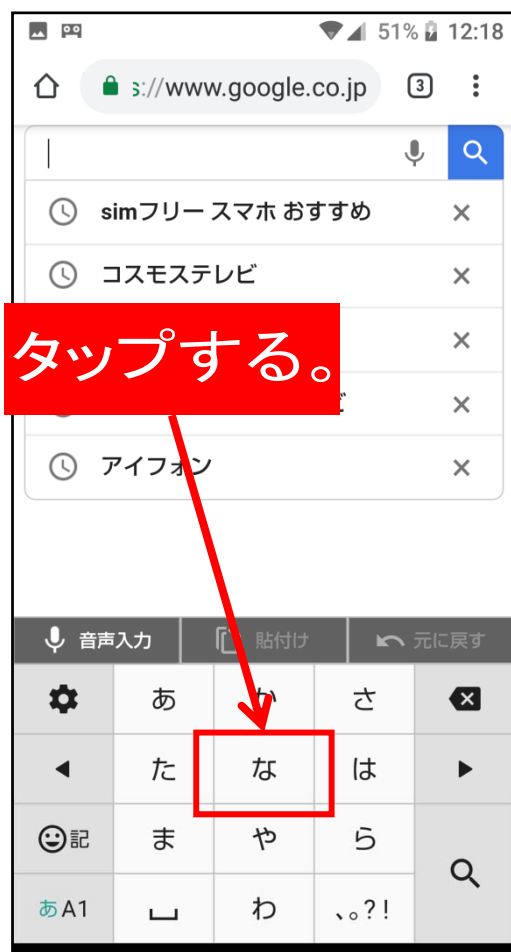 51% 12:18
s://www.google.co.jp 3
simフリー スマホ おすすめ
コスモステレビ
タップする。
アイフォン
音声入力 貼付け 元に戻す
あ か さ
た な は
記 ま や ら
あA1 わ 、。?!